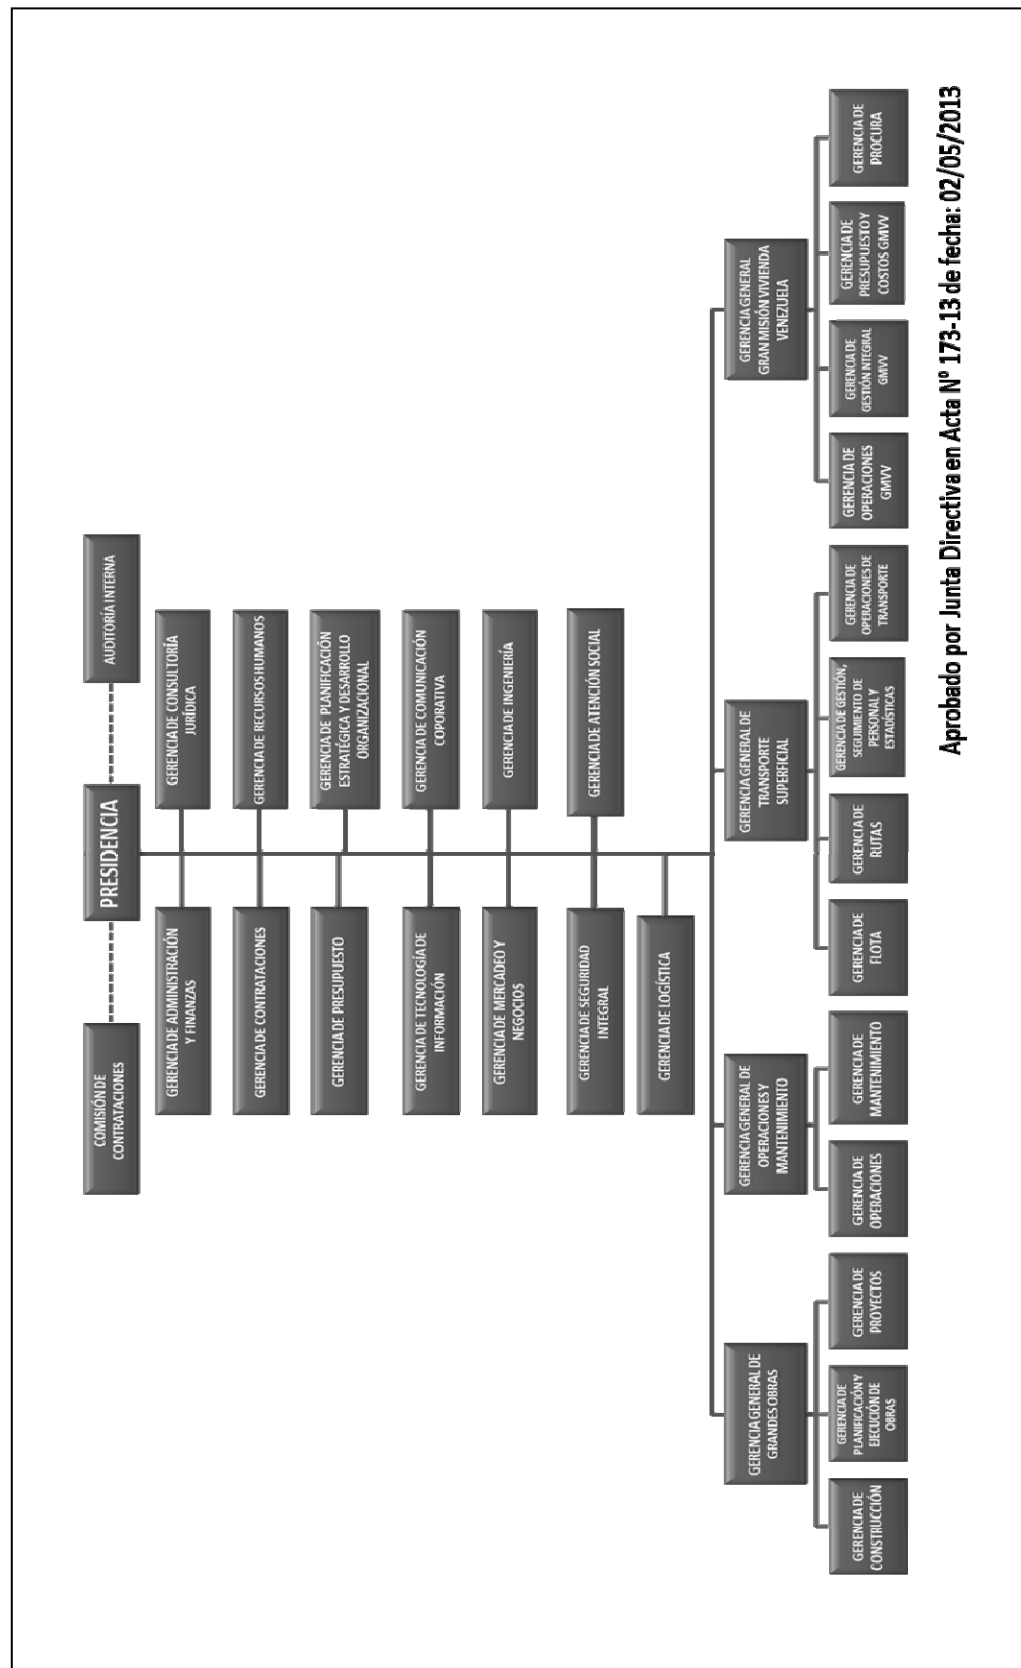 COMISIÓN DE
CONTRATACIONES
PRESIDENCIA
AUDITORÍA INTERNA
GERENCIA DE ADMINISTRACIÓN
Y FINANZAS
GERENCIA DE CONSULTORÍA
JURÍDICA
GERENCIA DE CONTRATACIONES
GERENCIA DE RECURSOS HUMANOS
GERENCIA DE PRESUPUESTO
GERENCIA DE PLANIFICACIÓN
ESTRATÉGICA Y DESARROLLO
ORGANIZACIONAL
GERENCIA DE TECNOLOGÍA DE
INFORMACIÓN
GERENCIA DE COMUNICACIÓN
COPORATIVA
GERENCIA DE MERCADEO Y
NEGOCIOS
GERENCIA DE INGENIERÍA
GERENCIA DE SEGURIDAD
INTEGRAL
GERENCIA DE ATENCIÓN SOCIAL
GERENCIA DE LOGÍSTICA
GERENCIA GENERAL DE
GRANDES OBRAS
GERENCIA GENERAL DE
OPERACIONES Y
MANTENIMIENTO
GERENCIA GENERAL DE
TRANSPORTE
SUPERFICIAL
GERENCIA GENERAL
GRAN MISIÓN VIVIENDA
VENEZUELA
GERENCIA DE
CONSTRUCCIÓN
GERENCIA DE
PLANIFICACIÓN Y
EJECUCIÓN DE
OBRAS
GERENCIA DE
PROYECTOS
GERENCIA DE
OPERACIONES
GERENCIA DE
MANTENIMIENTO
GERENCIA DE
FLOTA
GERENCIA DE
RUTAS
GERENCIA DE GESTIÓN,
SEGUIMIENTO DE
PERSONAL Y
ESTADÍSTICAS
GERENCIA DE
OPERACIONES DE
TRANSPORTE
GERENCIA DE
OPERACIONES
GMVV
GERENCIA DE
GESTIÓN INTEGRAL
GMVV
GERENCIA DE
PRESUPUESTO Y
COSTOS GMVV
GERENCIA DE
PROCURA
Aprobado por Junta Directiva en Acta Nº 173-13 de fecha: 02/05/2013